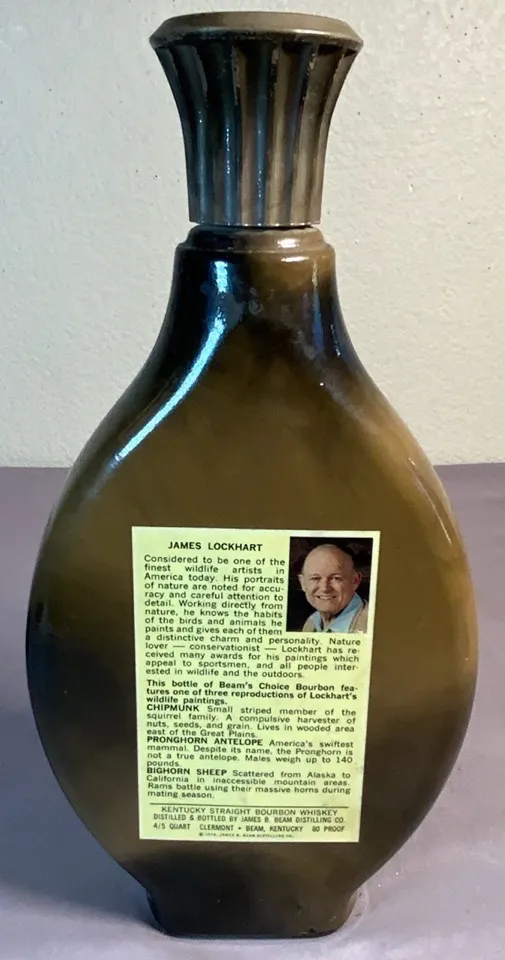 JAMES LOCKHART
Considered to be one of the
finest wildlife artists in
America today. His portraits
of nature are noted for accu-
racy and careful attention to
detail. Working directly from
nature, he knows the habits
of the birds and animals he
paints and gives each of them
a distinctive charm and personality. Nature
lover — conservationist — Lockhart has re-
ceived many awards for his paintings which
appeal to sportsmen, and all people inter-
ested in wildlife and the outdoors.
This bottle of Beam's Choice Bourbon fea-
tures one of three reproductions of Lockhart's
wildlife paintings.
CHIPMUNK Small striped member of the
squirrel family. A compulsive harvester of
nuts, seeds, and grain. Lives in wooded area
east of the Great Plains.
PRONGHORN ANTELOPE America's swiftest
mammal. Despite its name, the Pronghorn is
not a true antelope. Males weigh up to 140
pounds.
BIGHORN SHEEP Scattered from Alaska to
California in inaccessible mountain areas.
Rams battle using their massive horns during
mating season.
KENTUCKY STRAIGHT BOURBON WHISKEY
DISTILLED & BOTTLED BY JAMES B. BEAM DISTILLING CO.
4/5 QUART CLERMONT • BEAM, KENTUCKY 80 PROOF
JAMES B. BEAM DISTILLING CO.